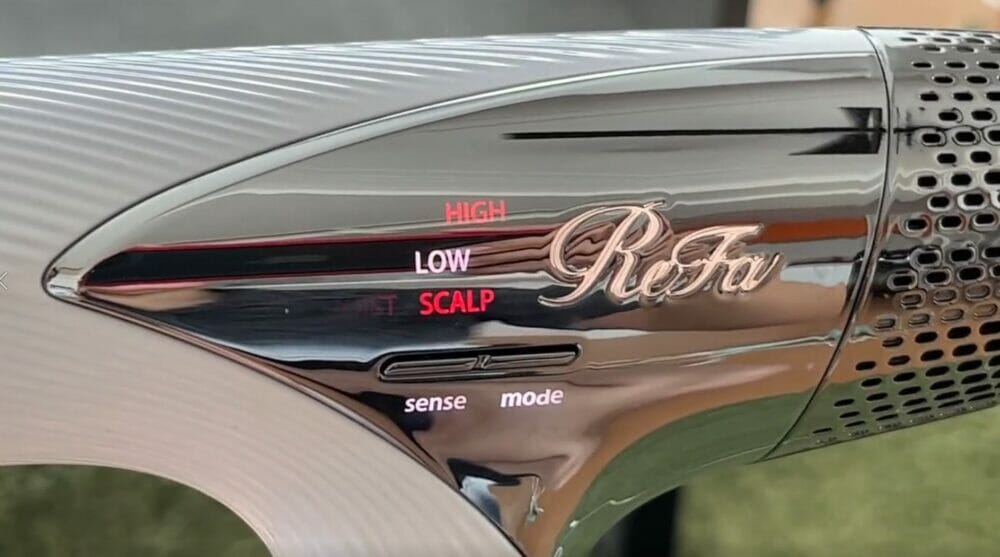 HIGH
LOW
SCALP
ReFa
sense mode